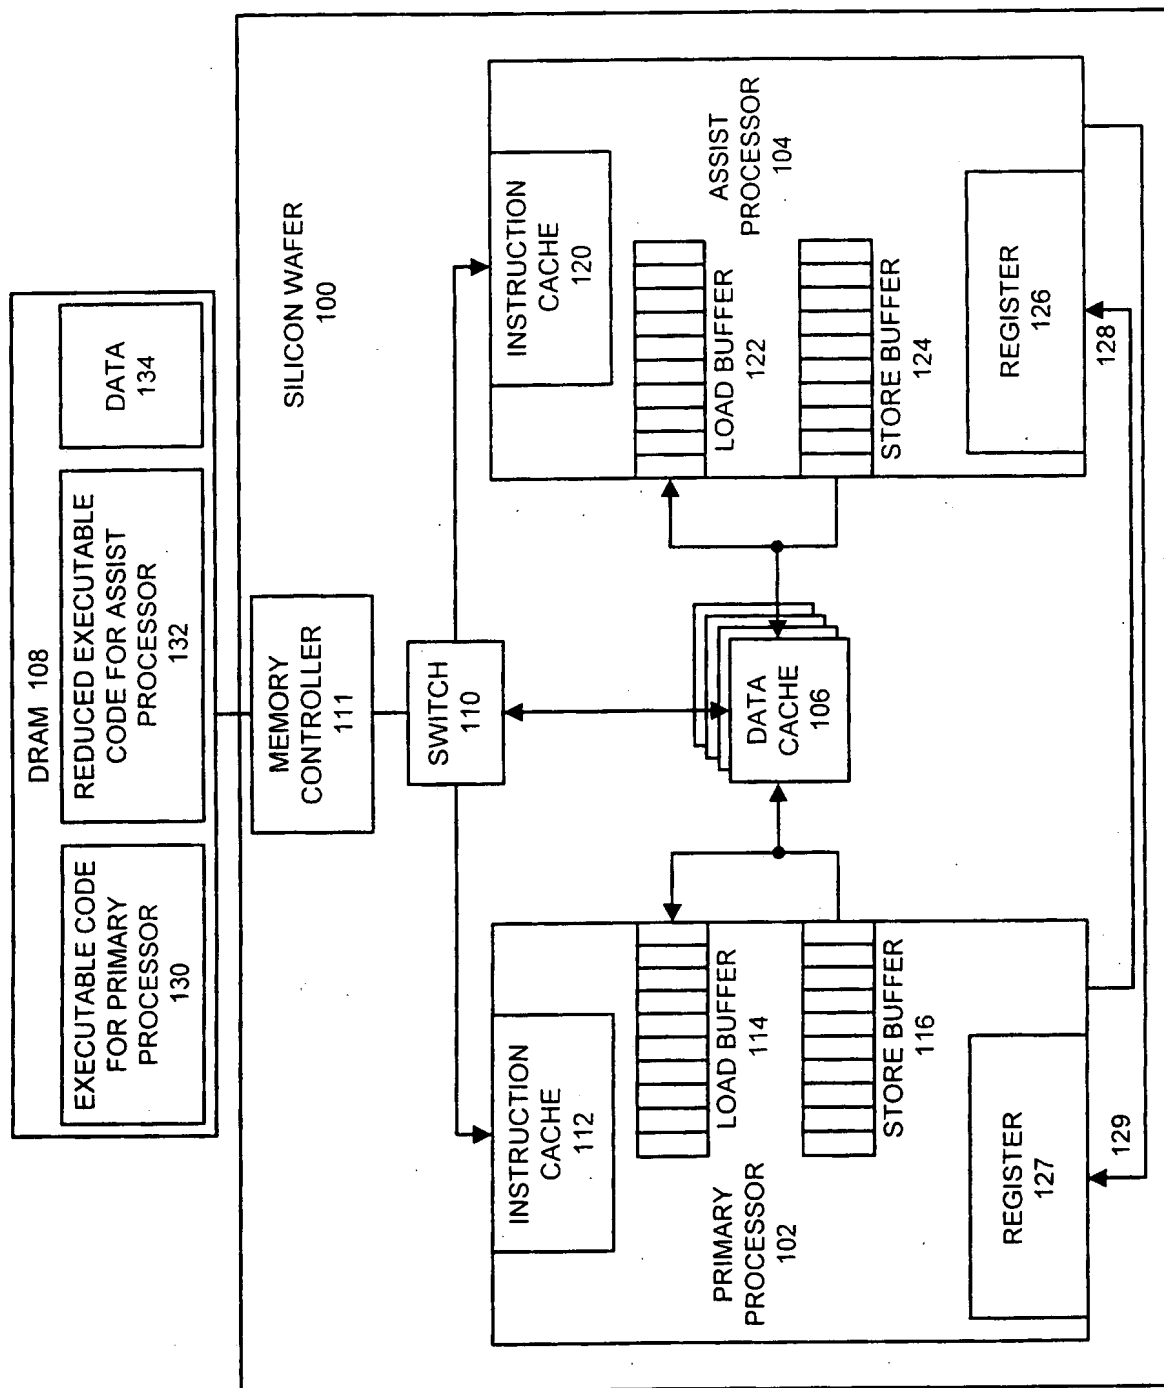 DRAM 108
EXECUTABLE CODE
FOR PRIMARY
PROCESSOR
130
REDUCED EXECUTABLE
CODE FOR ASSIST
PROCESSOR
132
DATA
134
MEMORY
CONTROLLER
111
SILICON WAFER
100
SWITCH
110
INSTRUCTION
CACHE
112
LOAD BUFFER
114
PRIMARY
PROCESSOR
102
STORE BUFFER
116
REGISTER
127
129
DATA
CACHE
106
INSTRUCTION
CACHE
120
LOAD BUFFER
122
ASSIST
PROCESSOR
104
STORE BUFFER
124
REGISTER
126
128